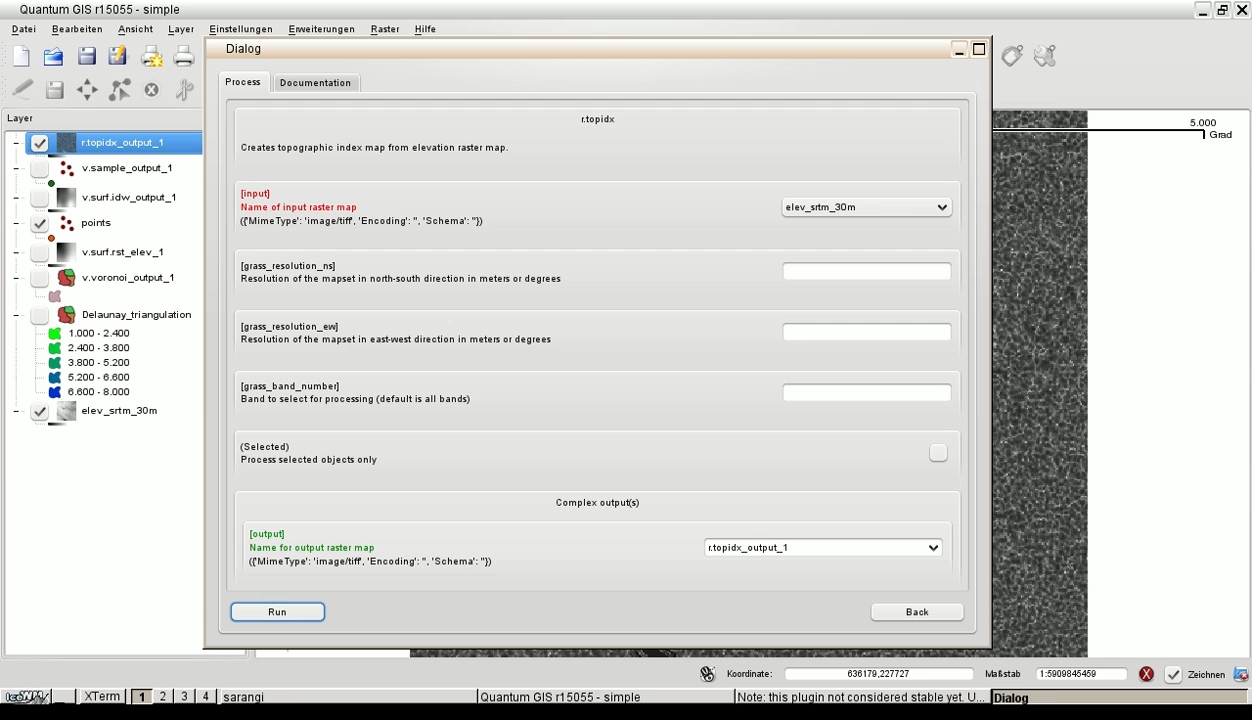 Quantum GIS r15055 - simple
Datei Bearbeiten Ansicht Layer Einstellungen Erweiterungen Raster Hilfe
Dialog
Process Documentation
Layer
r.topidx_output_1
v.sample_output_1
v.surf.idw_output_1
points
v.surf.rst_elev_1
v.voronoi_output_1
Delaunay_triangulation
1.000 - 2.400
2.400 - 3.800
3.800 - 5.200
5.200 - 6.600
6.600 - 8.000
elev_srtm_30m
r.topidx
Creates topographic index map from elevation raster map.
[input]
Name of input raster map
({'MimeType': 'image/tiff', 'Encoding': '', 'Schema': ''})
elev_srtm_30m
[grass_resolution_ns]
Resolution of the mapset in north-south direction in meters or degrees
[grass_resolution_ew]
Resolution of the mapset in east-west direction in meters or degrees
[grass_band_number]
Band to select for processing (default is all bands)
(Selected)
Process selected objects only
Complex output(s)
[output]
Name for output raster map
({'MimeType': 'image/tiff', 'Encoding': '', 'Schema': ''})
r.topidx_output_1
Run Back
5.000
Grad
Koordinate: 636179,227727 Maßstab 1:5909845459 Zeichnen
XTerm 1 2 3 4 sarangi Quantum GIS r15055 - simple Note: this plugin not considered stable yet. U... Dialog